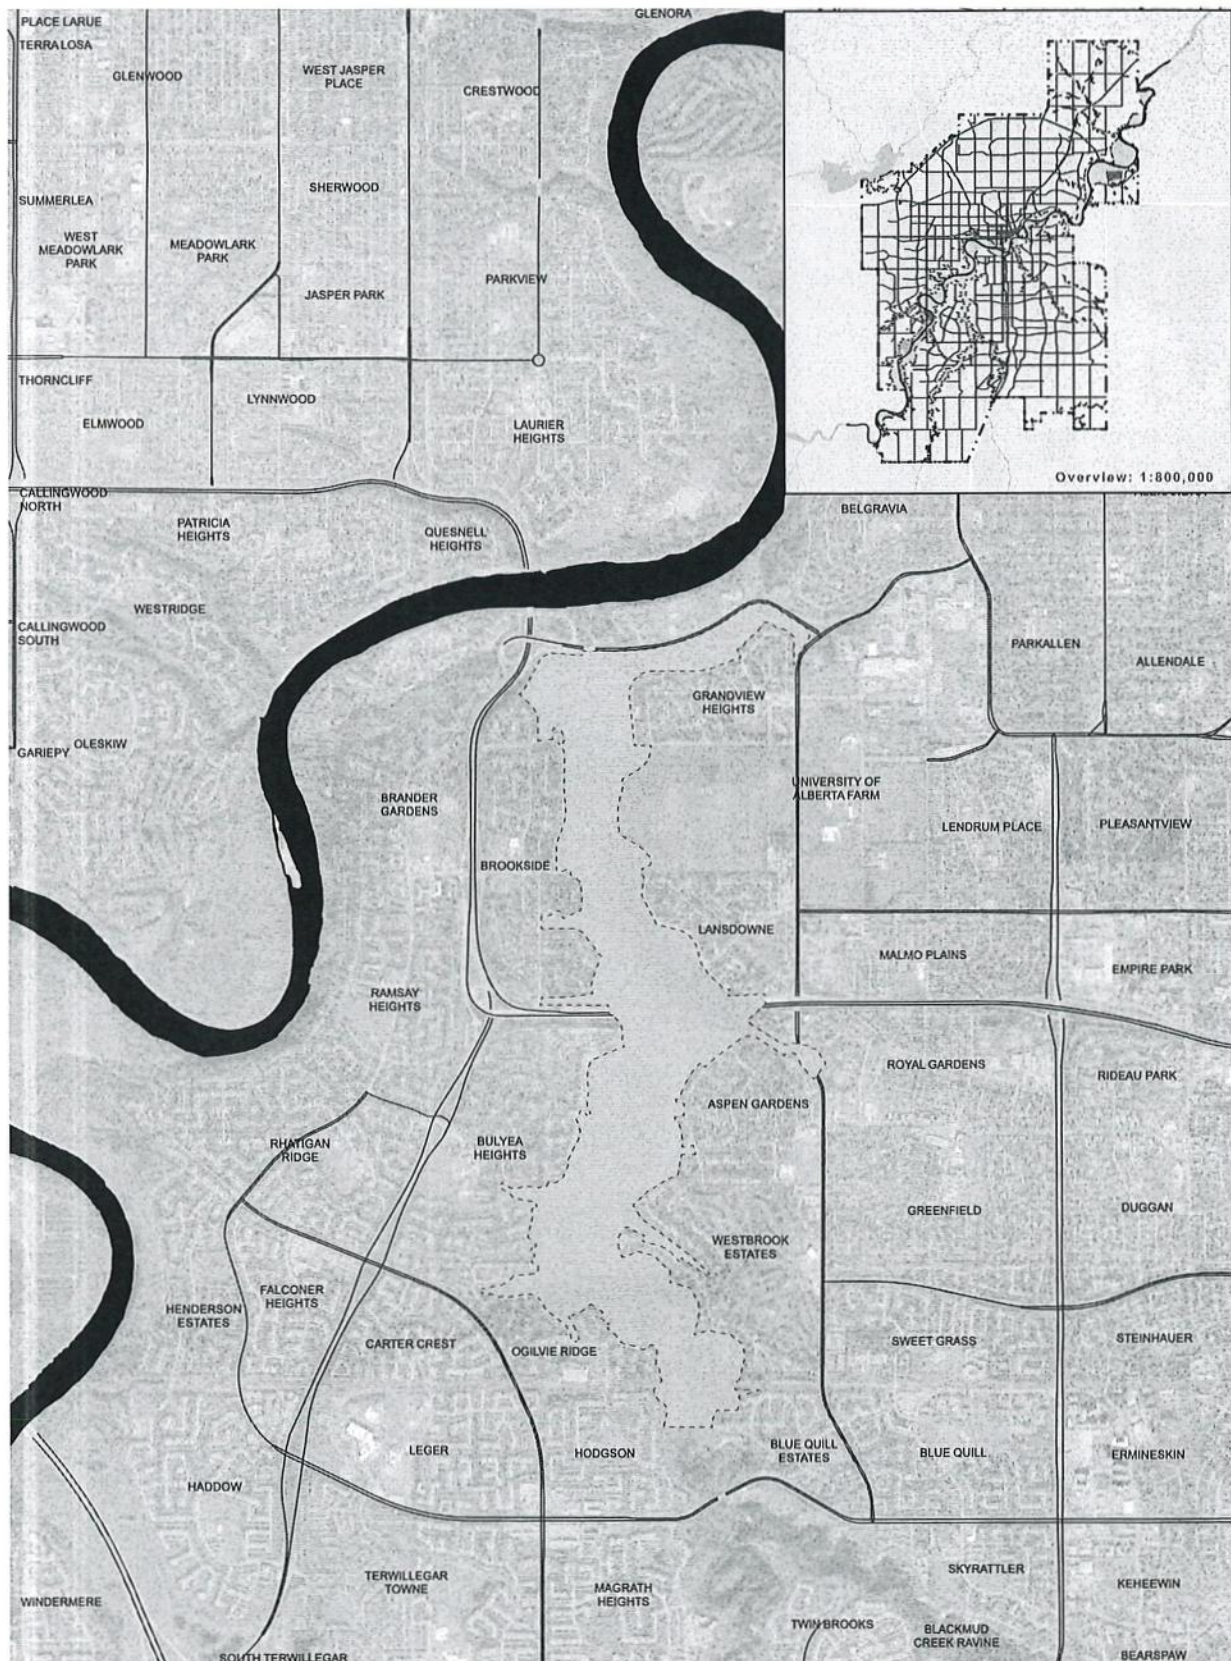 PLACE LARUE
GLENORA
TERRA LOSA
GLENWOOD
WEST JASPER
PLACE
CRESTWOOD
SUMMERLEA
SHERWOOD
WEST
MEADOWLARK
PARK
MEADOWLARK
PARK
JASPER PARK
PARKVIEW
THORNCLIFF
ELMWOOD
LYNNWOOD
LAURIER
HEIGHTS
Overview: 1:800,000
CALLINGWOOD
NORTH
PATRICIA
HEIGHTS
QUESNELL
HEIGHTS
BELGRAVIA
WESTRIDGE
CALLINGWOOD
SOUTH
PARKALLEN
ALLENDALE
GRANDVIEW
HEIGHTS
GARIEPY
OLESKIW
BRANDER
GARDENS
UNIVERSITY OF
ALBERTA FARM
LENDRUM PLACE
PLEASANTVIEW
BROOKSIDE
LANSDOWNE
MALMO PLAINS
EMPIRE PARK
RAMSAY
HEIGHTS
ROYAL GARDENS
RIDEAU PARK
ASPEN GARDENS
RHATIGAN
RIDGE
BULYEA
HEIGHTS
GREENFIELD
DUGGAN
WESTBROOK
ESTATES
HENDERSON
ESTATES
FALCONER
HEIGHTS
CARTER CREST
OGILVIE RIDGE
SWEET GRASS
STEINHAUER
LEGER
HODGSON
BLUE QUILL
ESTATES
BLUE QUILL
ERMINESKIN
HADDOW
TERWILLEGAR
TOWNE
MAGRATH
HEIGHTS
SKYRATTLER
KEHEEWIN
WINDERMERE
TWIN BROOKS
BLACKMUD
CREEK RAVINE
SOUTH TERWILLEGAR
BEARSPAW